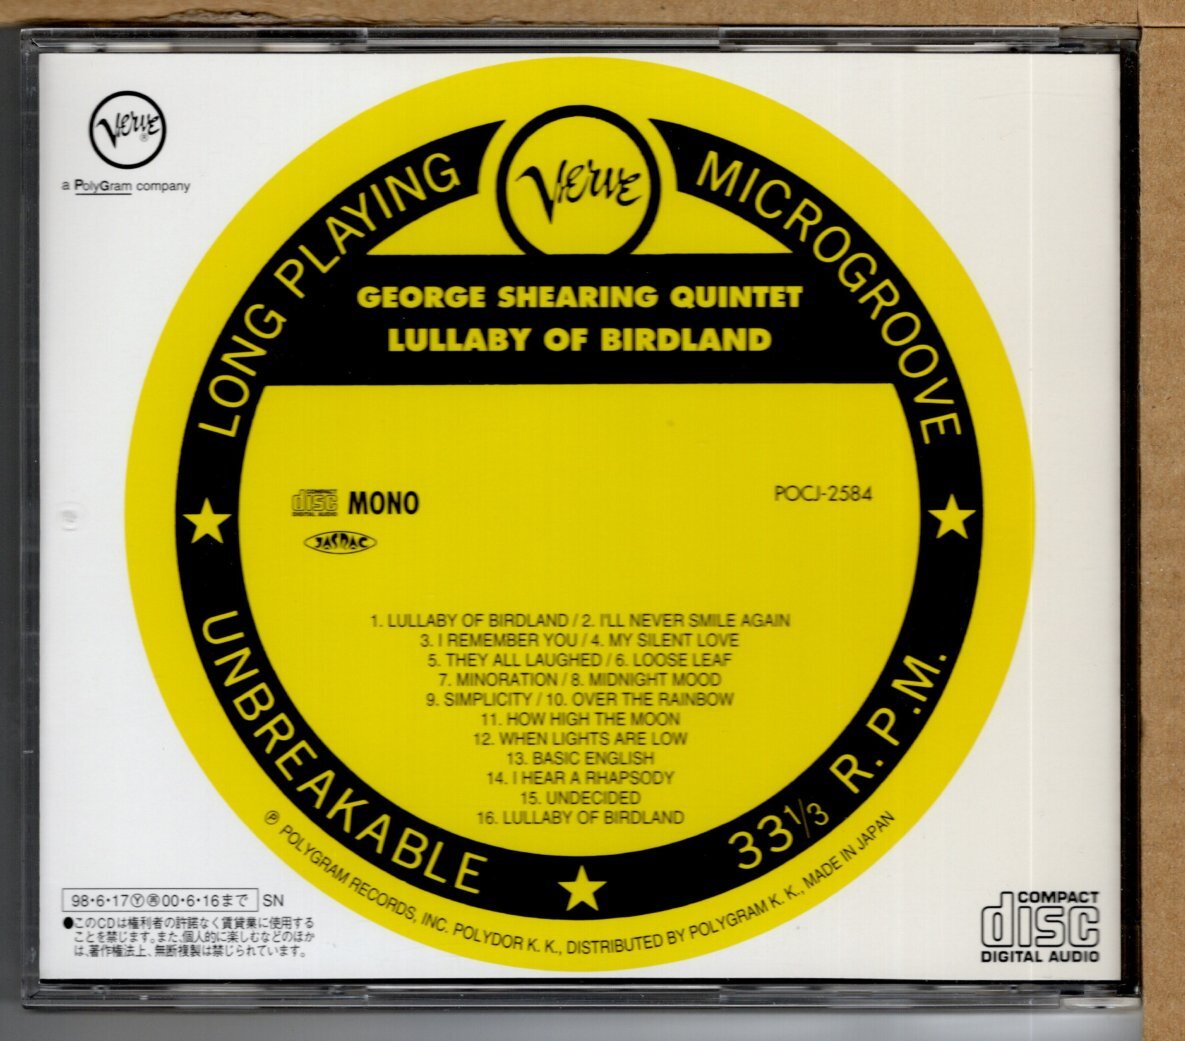 Verve
a PolyGram company
Verve
LONG PLAYING
MICROGROOVE
GEORGE SHEARING QUINTET
LULLABY OF BIRDLAND
COMPACT
disc
DIGITAL AUDIO
MONO
JASRAC
POCJ-2584
1. LULLABY OF BIRDLAND / 2. I'LL NEVER SMILE AGAIN
3. I REMEMBER YOU / 4. MY SILENT LOVE
5. THEY ALL LAUGHED / 6. LOOSE LEAF
7. MINORATION / 8. MIDNIGHT MOOD
9. SIMPLICITY / 10. OVER THE RAINBOW
11. HOW HIGH THE MOON
12. WHEN LIGHTS ARE LOW
13. BASIC ENGLISH
14. I HEAR A RHAPSODY
15. UNDECIDED
16. LULLABY OF BIRDLAND
UNBREAKABLE
33 1/3 R.P.M.
Ⓟ POLYGRAM RECORDS, INC. POLYDOR K. K., DISTRIBUTED BY POLYGRAM K. K., MADE IN JAPAN
98・6・17Ⓨ㊞00・6・16まで SN
●このCDは権利者の許諾なく賃貸業に使用する
ことを禁じます。また、個人的に楽しむなどのほか
は、著作権法上、無断複製は禁じられています。
COMPACT
disc
DIGITAL AUDIO